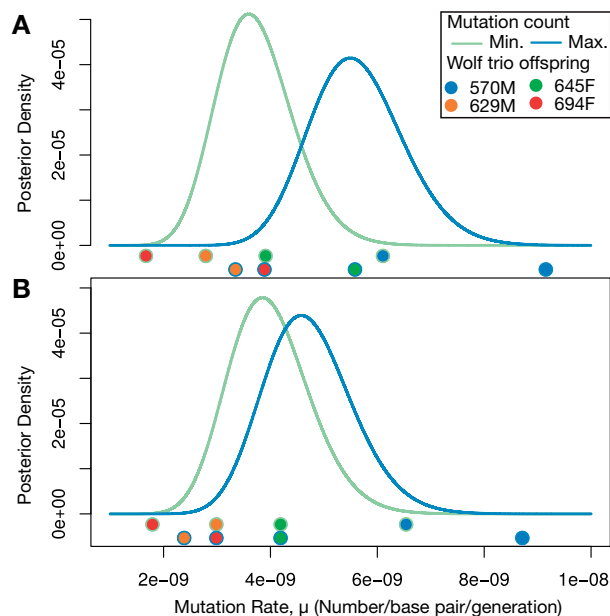 A
Mutation count
Min. Max.
Wolf trio offspring
570M 645F
629M 694F
Posterior Density
0e+00 2e-05 4e-05
B
Posterior Density
0e+00 2e-05 4e-05
2e-09 4e-09 6e-09 8e-09 1e-08
Mutation Rate, μ (Number/base pair/generation)